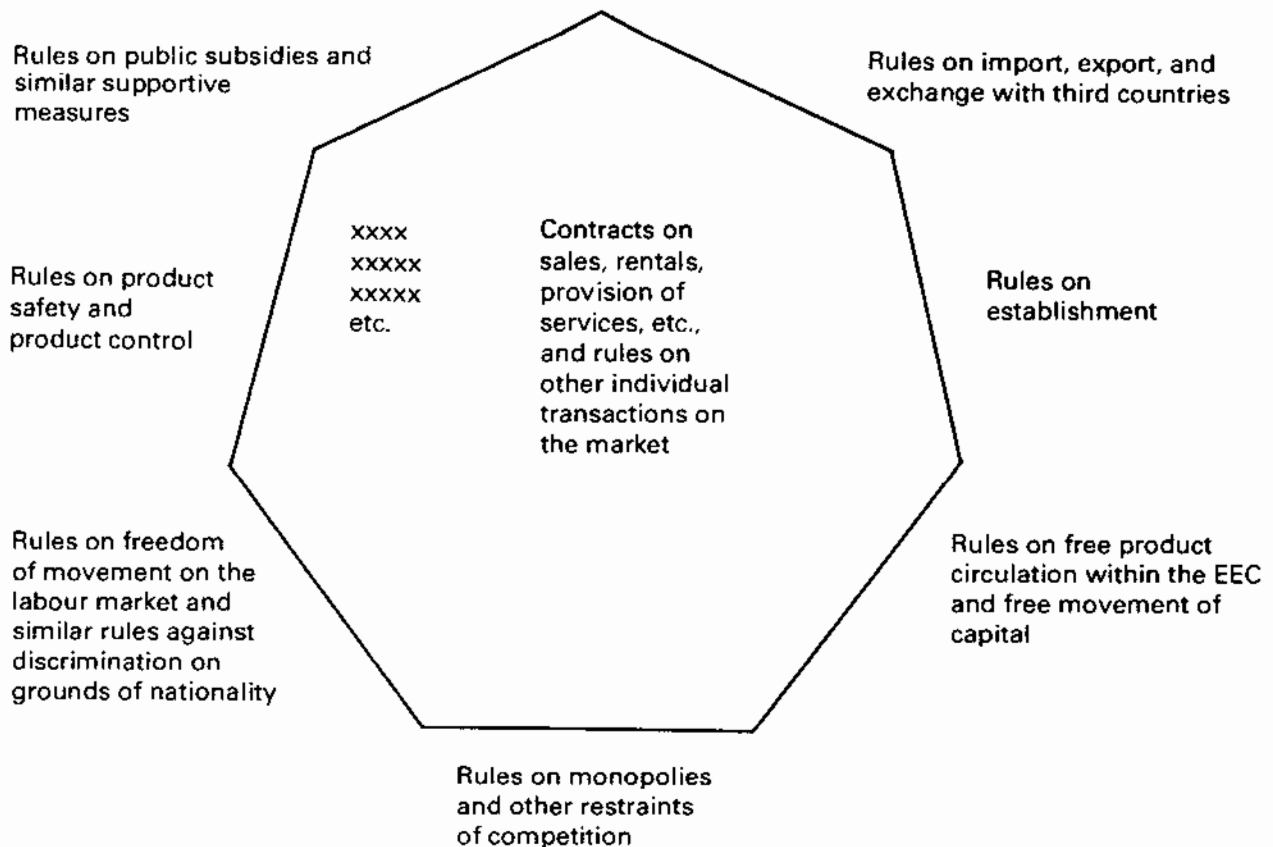 Rules on public subsidies and
similar supportive
measures
Rules on import, export, and
exchange with third countries
Rules on product
safety and
product control
xxxx
xxxxx
xxxxx
etc.
Contracts on
sales, rentals,
provision of
services, etc.,
and rules on
other individual
transactions on
the market
Rules on
establishment
Rules on freedom
of movement on the
labour market and
similar rules against
discrimination on
grounds of nationality
Rules on free product
circulation within the EEC
and free movement of
capital
Rules on monopolies
and other restraints
of competition